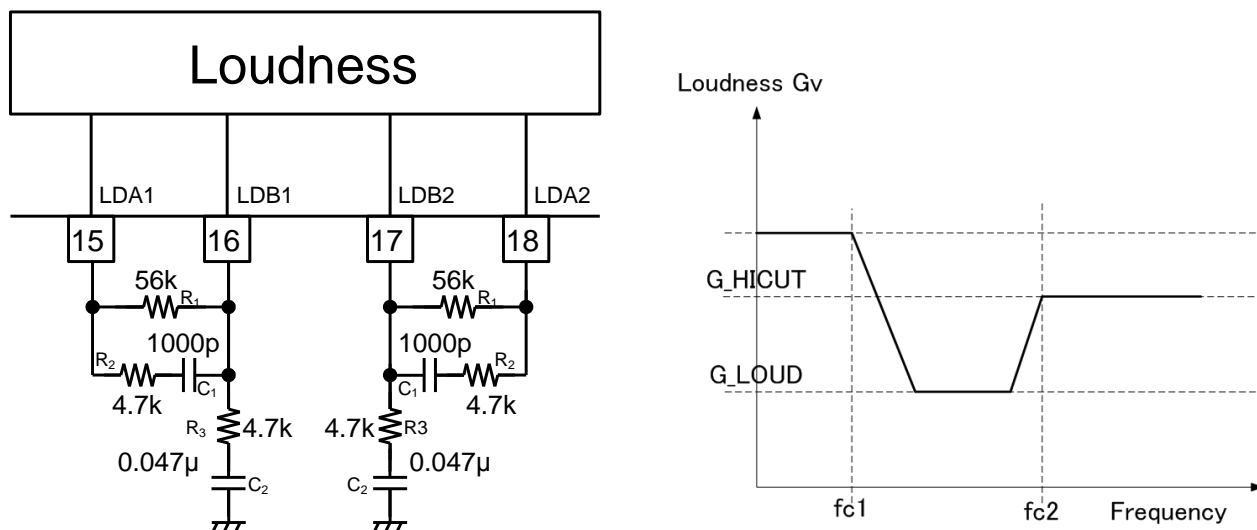 Loudness
LDA1
LDB1
LDB2
LDA2
15
16
17
18
56k
R1
56k
R1
1000p
1000p
R2
C1
C1
R2
4.7k
4.7k
R3
4.7k
4.7k
R3
0.047µ
0.047µ
C2
C2
Loudness Gv
G_HICUT
G_LOUD
fc1
fc2
Frequency